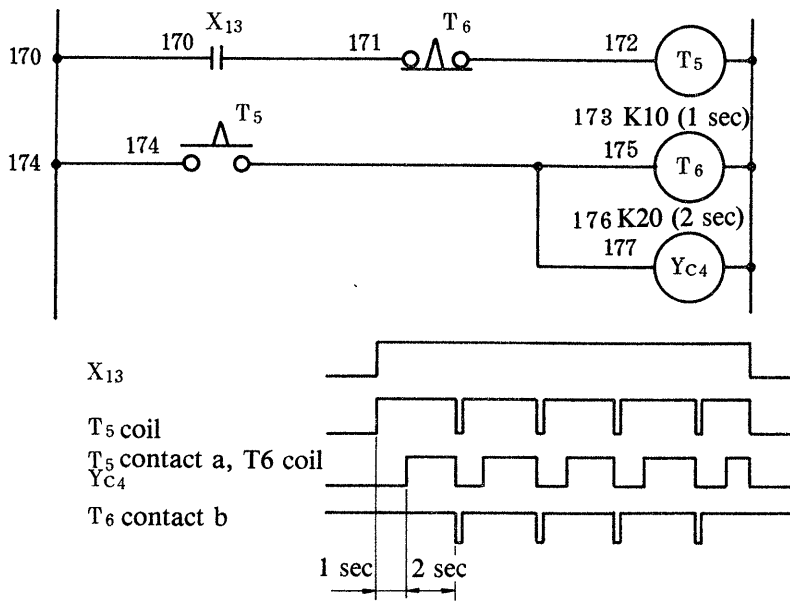 X13 T6
170 170 171 172 T5
T5 173 K10 (1 sec)
174 174 175 T6
176 K20 (2 sec)
177 YC4
X13
T5 coil
T5 contact a, T6 coil
YC4
T6 contact b
1 sec 2 sec